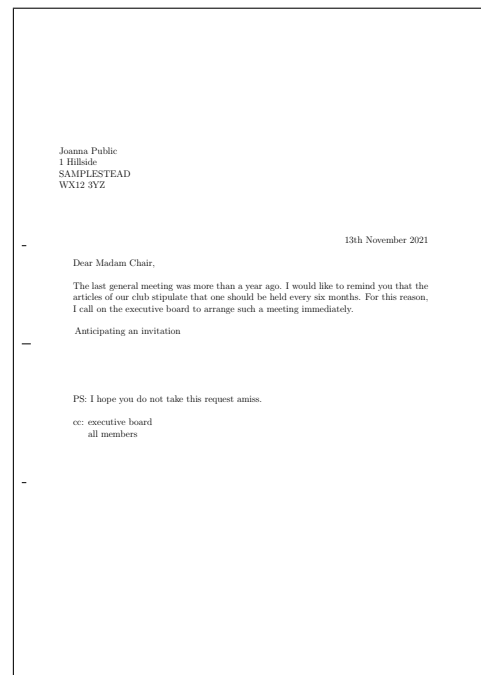 Joanna Public
1 Hillside
SAMPLESTEAD
WX12 3YZ
13th November 2021
Dear Madam Chair,
The last general meeting was more than a year ago. I would like to remind you that the
articles of our club stipulate that one should be held every six months. For this reason,
I call on the executive board to arrange such a meeting immediately.
Anticipating an invitation
PS: I hope you do not take this request amiss.
cc: executive board
all members